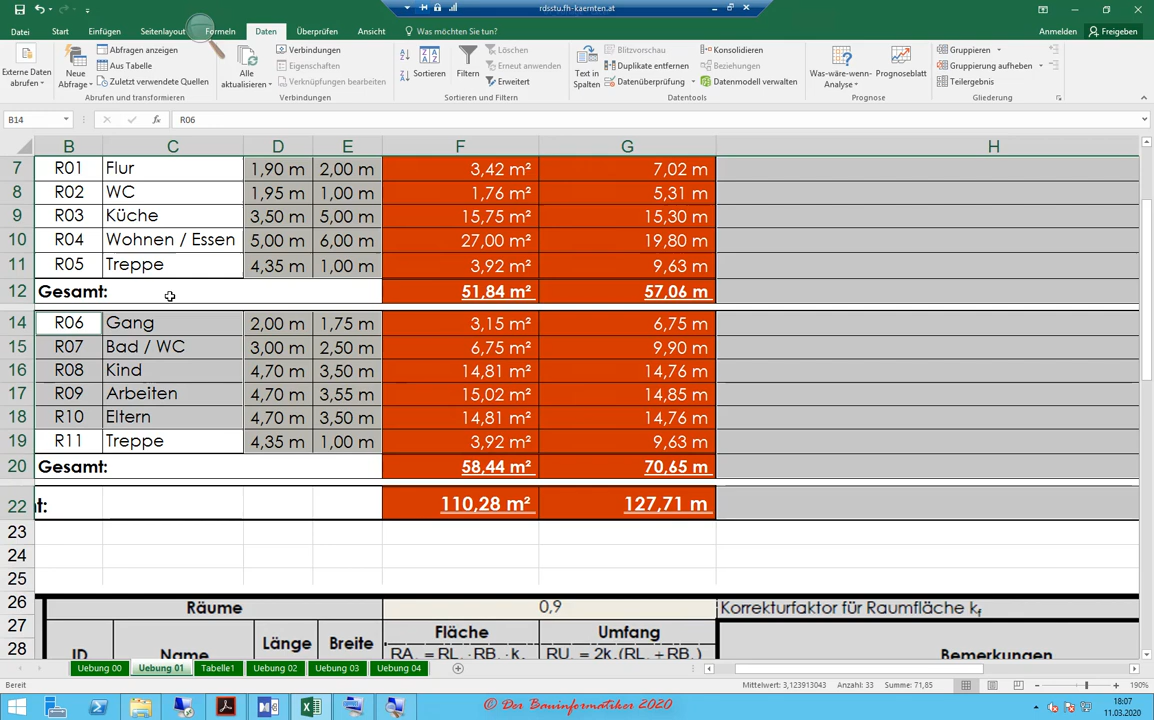 rdsstu.fh-kaernten.at
Datei Start Einfügen Seitenlayout Formeln Daten Überprüfen Ansicht Was möchten Sie tun? Anmelden Freigeben
Externe Daten abrufen
Neue Abfrage
Abfragen anzeigen
Aus Tabelle
Zuletzt verwendete Quellen
Alle aktualisieren
Verbindungen
Eigenschaften
Verknüpfungen bearbeiten
Sortieren
Filtern
Löschen
Erneut anwenden
Erweitert
Text in Spalten
Blitzvorschau
Duplikate entfernen
Datenüberprüfung
Konsolidieren
Beziehungen
Datenmodell verwalten
Was-wäre-wenn-Analyse
Prognoseblatt
Gruppieren
Gruppierung aufheben
Teilergebnis
Abrufen und transformieren Verbindungen Sortieren und Filtern Datentools Prognose Gliederung
B14 fx R06
B C D E F G H
7 R01 Flur 1,90 m 2,00 m 3,42 m² 7,02 m
8 R02 WC 1,95 m 1,00 m 1,76 m² 5,31 m
9 R03 Küche 3,50 m 5,00 m 15,75 m² 15,30 m
10 R04 Wohnen / Essen 5,00 m 6,00 m 27,00 m² 19,80 m
11 R05 Treppe 4,35 m 1,00 m 3,92 m² 9,63 m
12 Gesamt: 51,84 m² 57,06 m
14 R06 Gang 2,00 m 1,75 m 3,15 m² 6,75 m
15 R07 Bad / WC 3,00 m 2,50 m 6,75 m² 9,90 m
16 R08 Kind 4,70 m 3,50 m 14,81 m² 14,76 m
17 R09 Arbeiten 4,70 m 3,55 m 15,02 m² 14,85 m
18 R10 Eltern 4,70 m 3,50 m 14,81 m² 14,76 m
19 R11 Treppe 4,35 m 1,00 m 3,92 m² 9,63 m
20 Gesamt: 58,44 m² 70,65 m
22 t: 110,28 m² 127,71 m
23
24
25
26 Räume 0,9 Korrekturfaktor für Raumfläche kf
27 Länge Breite Fläche Umfang
28 ID Name Bemerkungen
Uebung 00 Uebung 01 Tabelle1 Uebung 02 Uebung 03 Uebung 04
Bereit Mittelwert: 3,123913043 Anzahl: 33 Summe: 71,85 190%
© Der Bauinformatiker 2020
18:07
11.03.2020